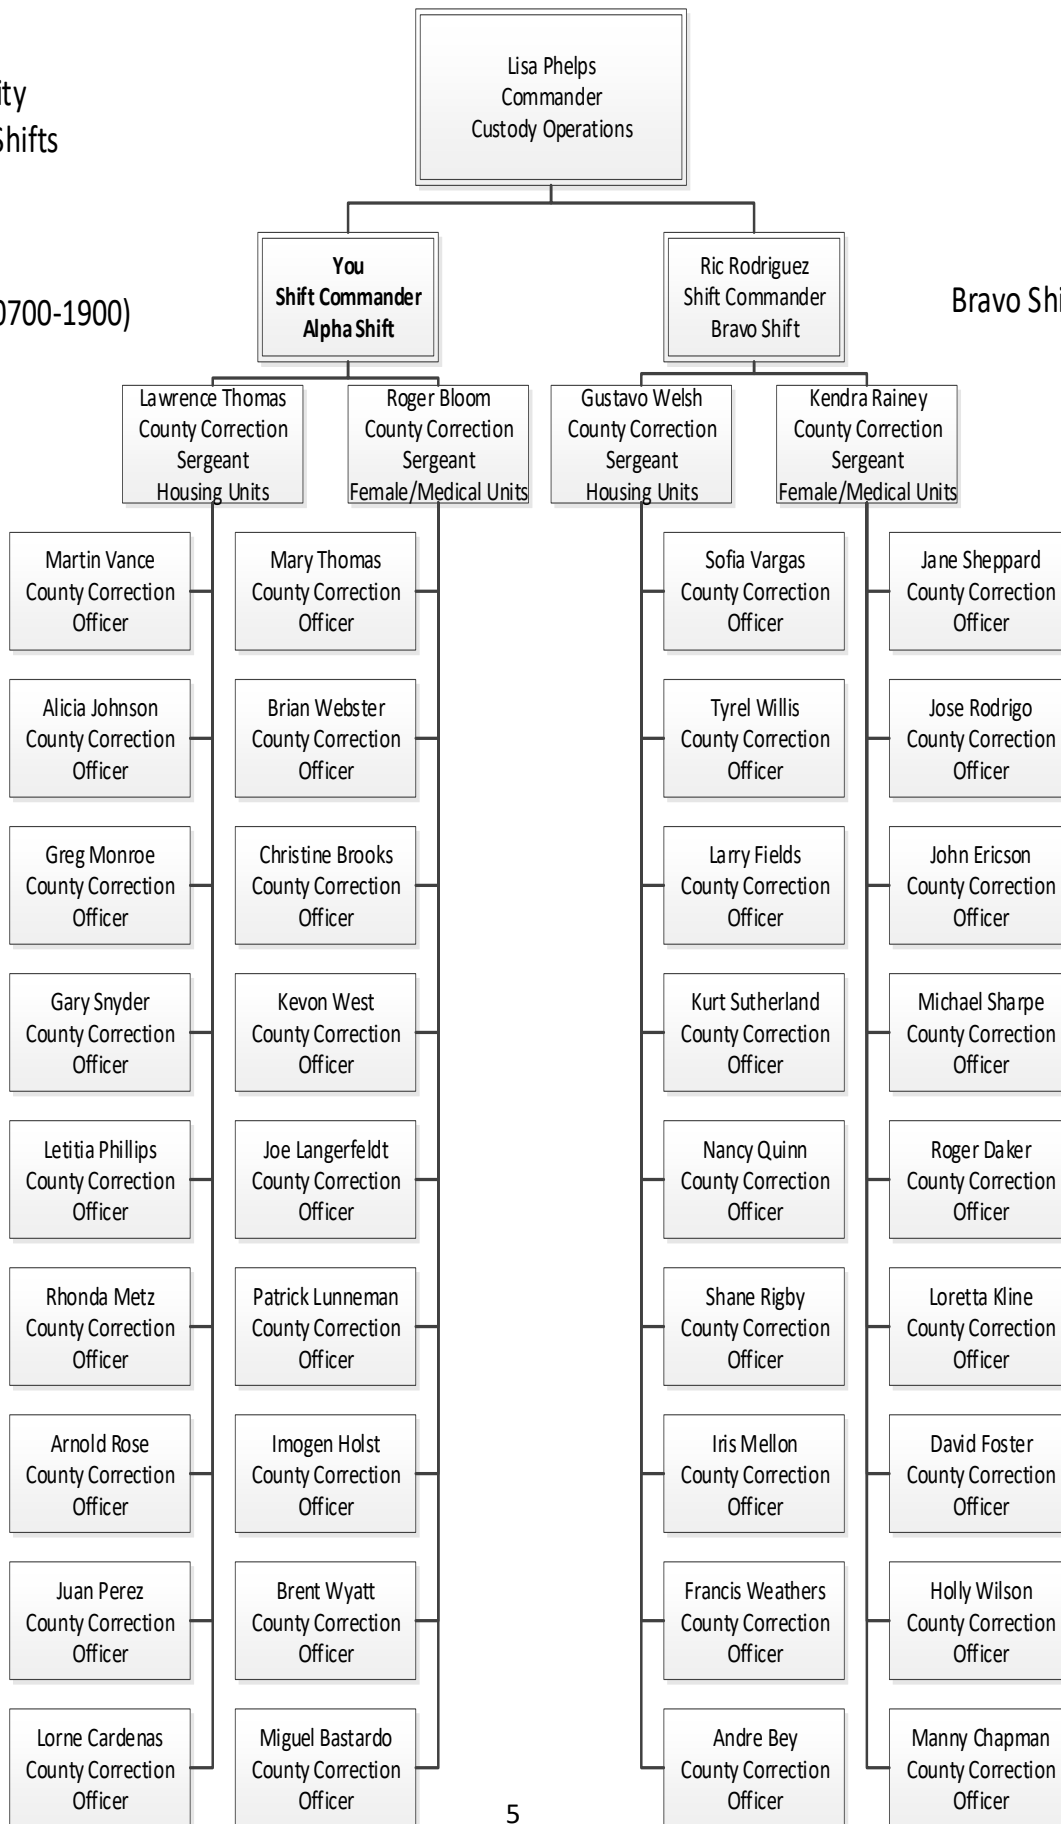 Lisa Phelps
Commander
Custody Operations
ity
Shifts
You
Shift Commander
Alpha Shift
Ric Rodriguez
Shift Commander
Bravo Shift
0700-1900)
Bravo Shi
Lawrence Thomas
County Correction
Sergeant
Housing Units
Roger Bloom
County Correction
Sergeant
Female/Medical Units
Gustavo Welsh
County Correction
Sergeant
Housing Units
Kendra Rainey
County Correction
Sergeant
Female/Medical Units
Martin Vance
County Correction
Officer
Mary Thomas
County Correction
Officer
Sofia Vargas
County Correction
Officer
Jane Sheppard
County Correction
Officer
Alicia Johnson
County Correction
Officer
Brian Webster
County Correction
Officer
Tyrel Willis
County Correction
Officer
Jose Rodrigo
County Correction
Officer
Greg Monroe
County Correction
Officer
Christine Brooks
County Correction
Officer
Larry Fields
County Correction
Officer
John Ericson
County Correction
Officer
Gary Snyder
County Correction
Officer
Kevon West
County Correction
Officer
Kurt Sutherland
County Correction
Officer
Michael Sharpe
County Correction
Officer
Letitia Phillips
County Correction
Officer
Joe Langerfeldt
County Correction
Officer
Nancy Quinn
County Correction
Officer
Roger Daker
County Correction
Officer
Rhonda Metz
County Correction
Officer
Patrick Lunneman
County Correction
Officer
Shane Rigby
County Correction
Officer
Loretta Kline
County Correction
Officer
Arnold Rose
County Correction
Officer
Imogen Holst
County Correction
Officer
Iris Mellon
County Correction
Officer
David Foster
County Correction
Officer
Juan Perez
County Correction
Officer
Brent Wyatt
County Correction
Officer
Francis Weathers
County Correction
Officer
Holly Wilson
County Correction
Officer
Lorne Cardenas
County Correction
Officer
Miguel Bastardo
County Correction
Officer
Andre Bey
County Correction
Officer
Manny Chapman
County Correction
Officer
5